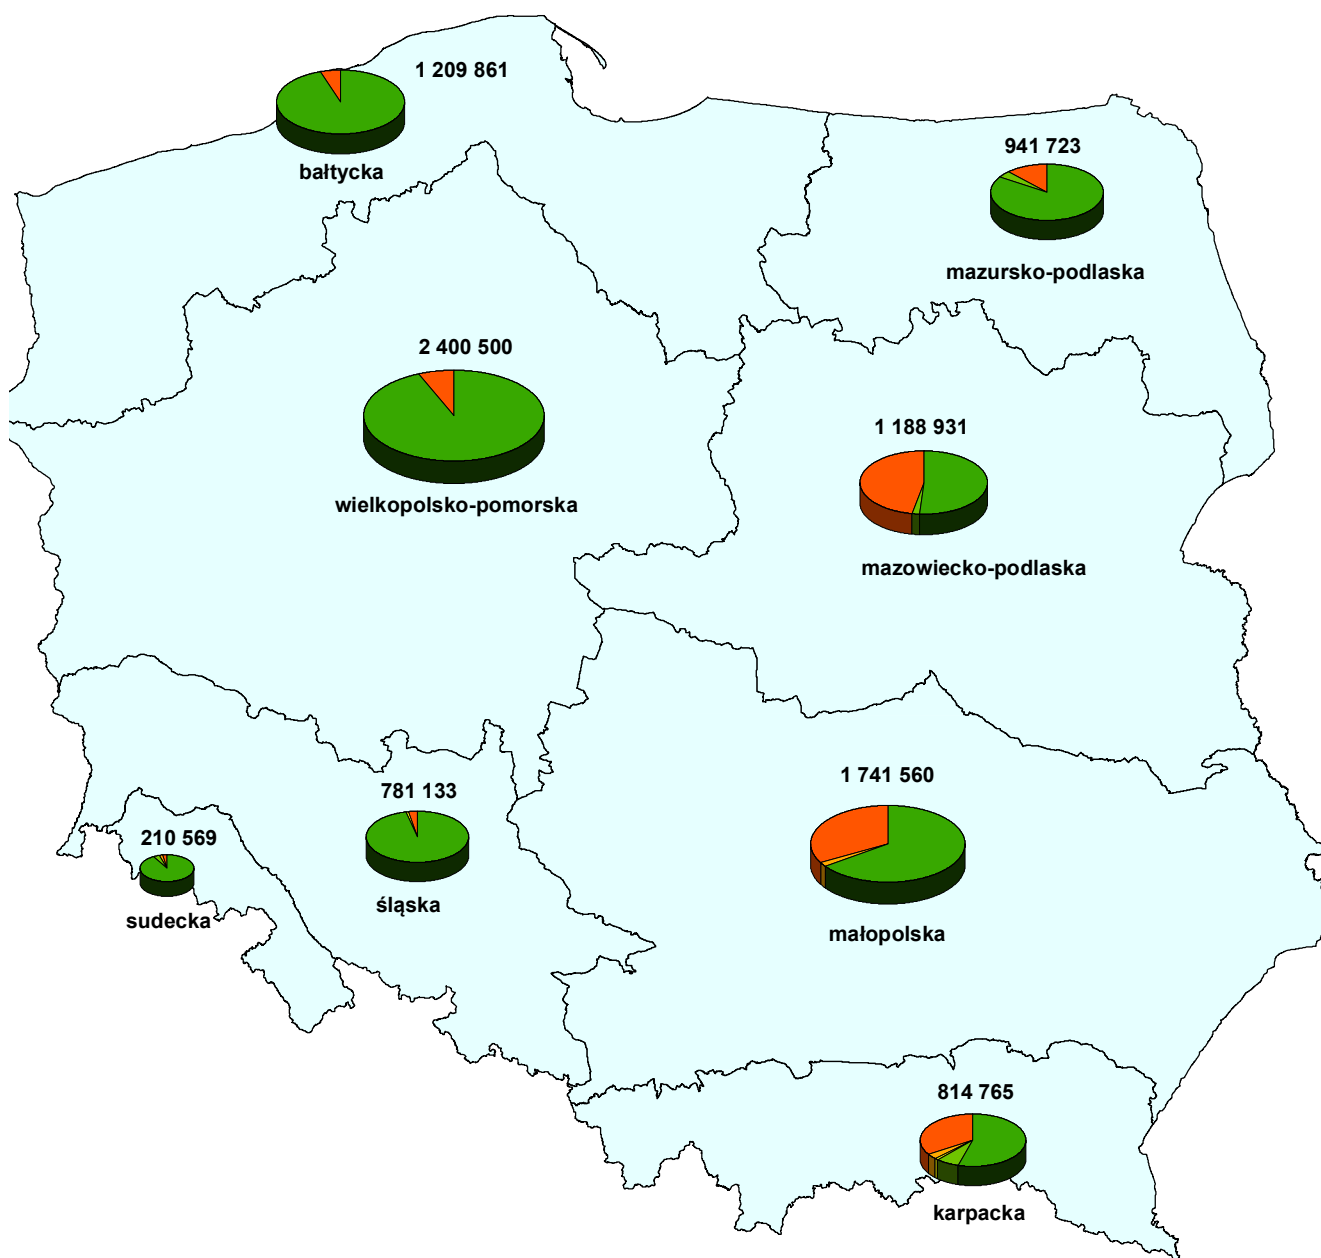 1 209 861
bałtycka
941 723
mazursko-podlaska
2 400 500
wielkopolsko-pomorska
1 188 931
mazowiecko-podlaska
781 133
śląska
210 569
sudecka
1 741 560
małopolska
814 765
karpacka